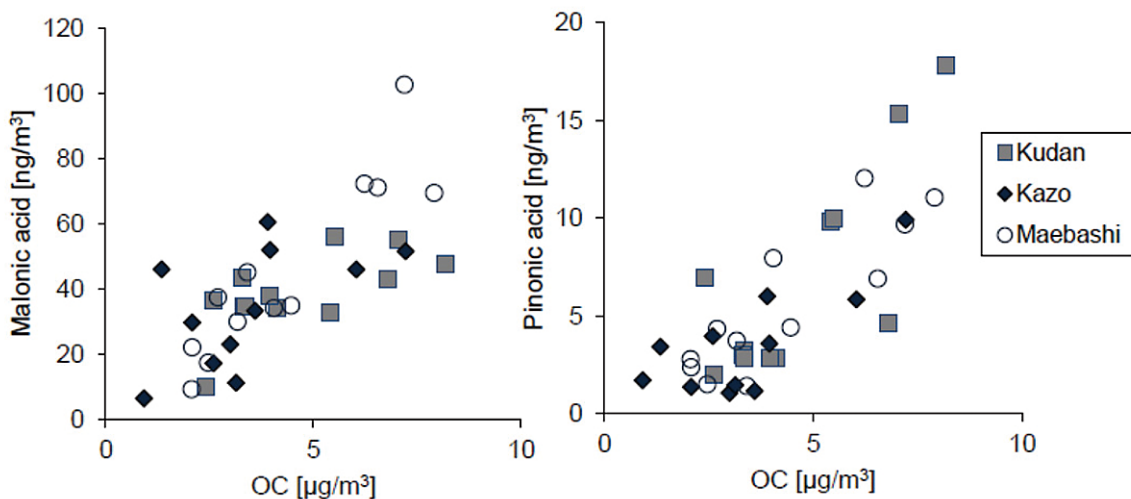 120
100
80
60
40
20
0
Malonic acid [ng/m³]
0 5 10
OC [µg/m³]
20
15
10
5
0
Pinonic acid [ng/m³]
0 5 10
OC [µg/m³]
Kudan
Kazo
Maebashi